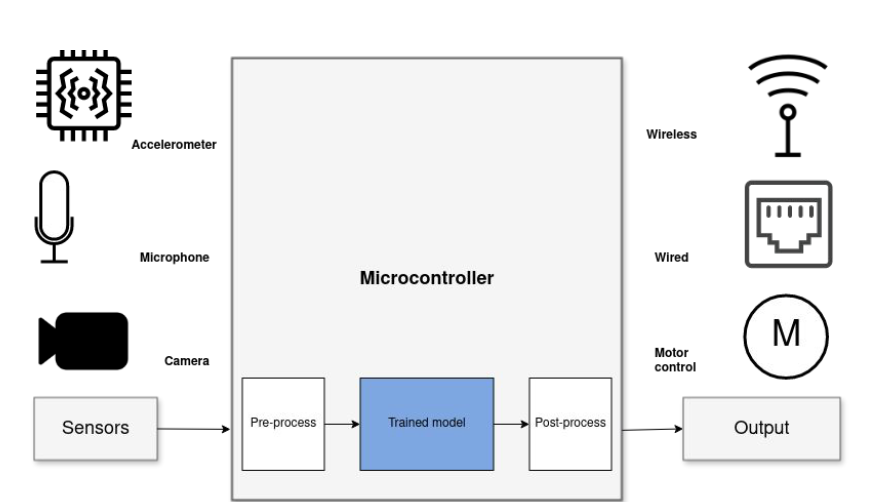 Accelerometer
Microphone
Camera
Sensors
Microcontroller
Pre-process
Trained model
Post-process
Wireless
Wired
Motor
control
M
Output